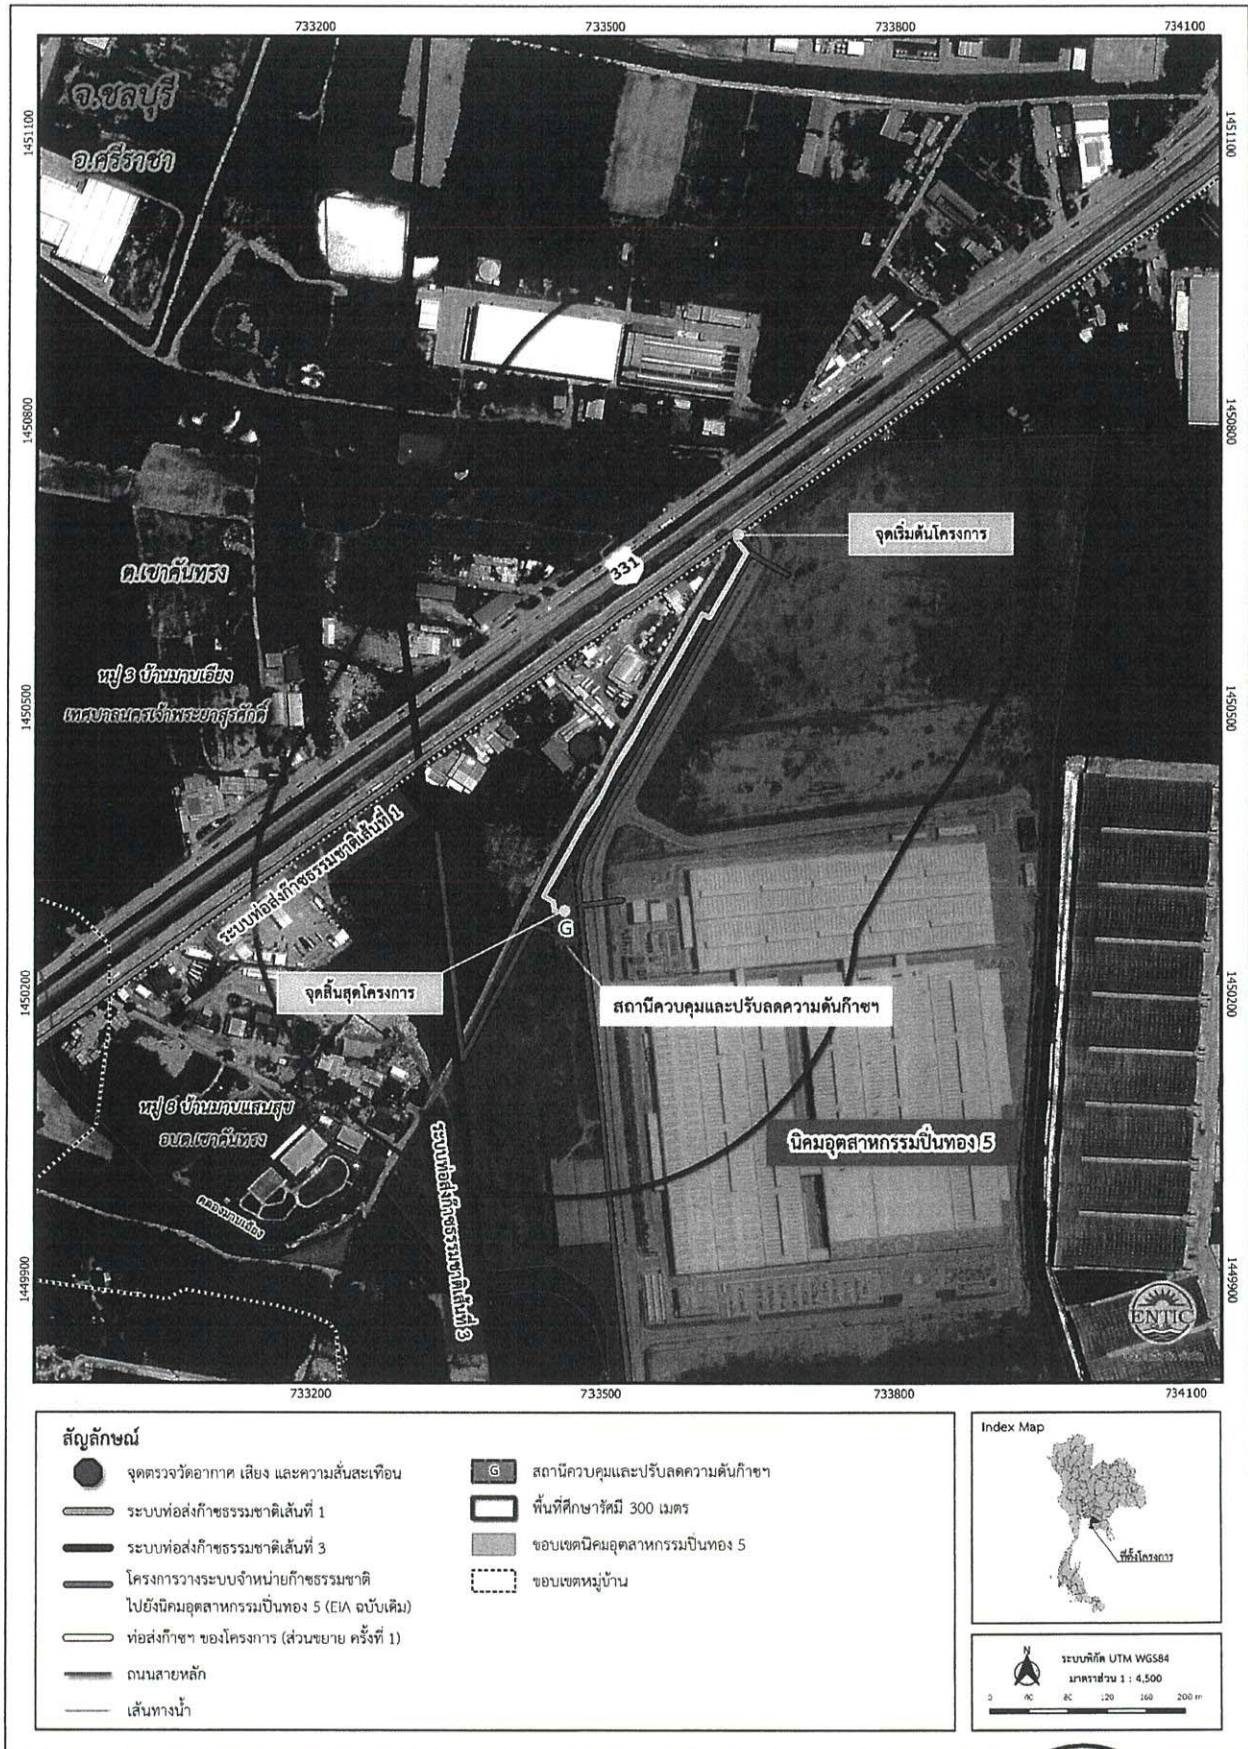 733200 733500 733800 734100
1451100 1451100
จ.ชลบุรี
อ.ศรีราชา
1450800 1450800
จุดเริ่มต้นโครงการ
331
ต.เขาคันทรง
หมู่ 3 บ้านมาบเอียง
เทศบาลนครเจ้าพระยาสุรศักดิ์
1450500 1450500
ระบบท่อส่งก๊าซธรรมชาติเส้นที่ 1
G
จุดสิ้นสุดโครงการ
สถานีควบคุมและปรับลดความดันก๊าซฯ
1450200 1450200
หมู่ 8 บ้านมาบแสนสุข
อบต.เขาคันทรง
นิคมอุตสาหกรรมปิ่นทอง 5
ระบบท่อส่งก๊าซธรรมชาติเส้นที่ 3
คลองมาบเอียง
1449900 1449900
ENTIC
733200 733500 733800 734100
สัญลักษณ์
จุดตรวจวัดอากาศ เสียง และความสั่นสะเทือน
ระบบท่อส่งก๊าซธรรมชาติเส้นที่ 1
ระบบท่อส่งก๊าซธรรมชาติเส้นที่ 3
โครงการวางระบบจำหน่ายก๊าซธรรมชาติ
ไปยังนิคมอุตสาหกรรมปิ่นทอง 5 (EIA ฉบับเดิม)
ท่อส่งก๊าซฯ ของโครงการ (ส่วนขยาย ครั้งที่ 1)
ถนนสายหลัก
เส้นทางน้ำ
G สถานีควบคุมและปรับลดความดันก๊าซฯ
พื้นที่ศึกษารัศมี 300 เมตร
ขอบเขตนิคมอุตสาหกรรมปิ่นทอง 5
ขอบเขตหมู่บ้าน
Index Map
ที่ตั้งโครงการ
N
ระบบพิกัด UTM WGS84
มาตราส่วน 1 : 4,500
0 40 80 120 160 200 m